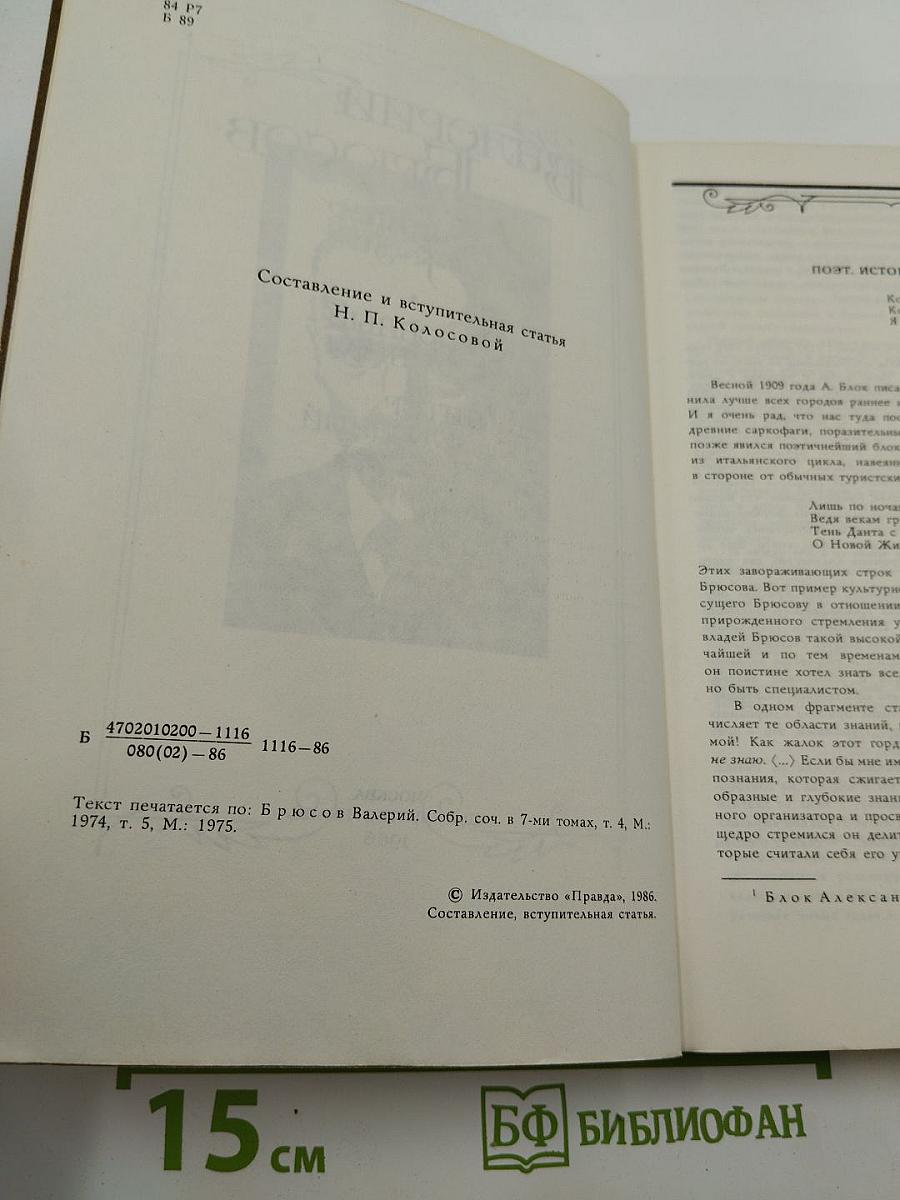 84 Р7
Б 89
Составление и вступительная статья
Н. П. Колосовой
Б 4702010200—1116
080(02)—86 1116—86
Текст печатается по: Брюсов Валерий. Собр. соч. в 7-ми томах, т. 4, М.:
1974, т. 5, М.: 1975.
© Издательство «Правда», 1986.
Составление, вступительная статья.
ПОЭТ. ИСТО
Я
Весной 1909 года А. Блок писа
нила лучше всех городов раннее
И я очень рад, что нас туда пос
древние саркофаги, поразительны
позже явился поэтичнейший блок
из итальянского цикла, навеян
в стороне от обычных туристски
Лишь по ноча
Ведя векам гр
Тень Данта с
О Новой Жи
Этих завораживающих строк
Брюсова. Вот пример культурно
сущего Брюсову в отношении
прирожденного стремления у
владей Брюсов такой высокой
чайшей и по тем временам
он поистине хотел знать все
но быть специалистом.
В одном фрагменте ста
числяет те области знаний,
мой! Как жалок этот горд
не знаю. ⟨...⟩ Если бы мне им
познания, которая сжигает
образные и глубокие знан
ного организатора и просв
щедро стремился он делит
торые считали себя его у
1 Блок Алексан
15 см
БФ БИБЛИОФАН